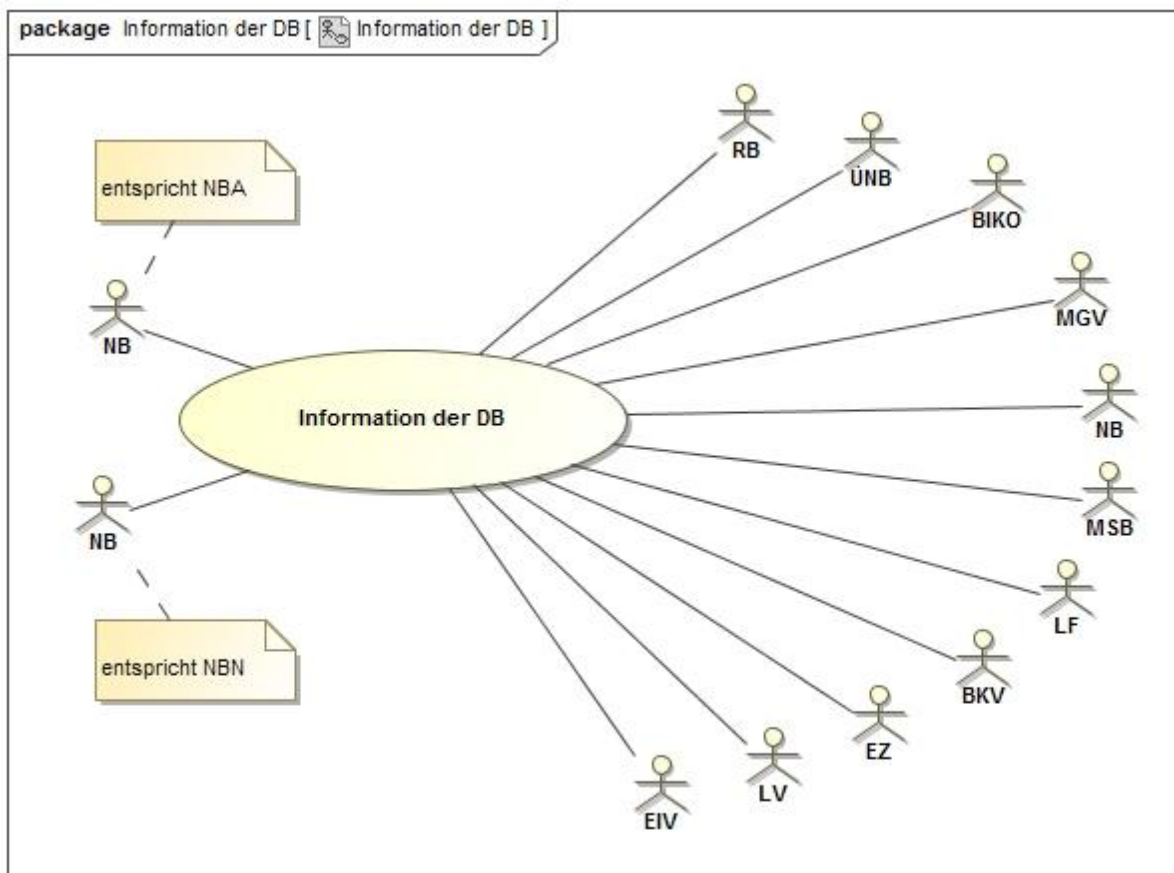 package Information der DB [ Information der DB ]
RB
ÜNB
BIKO
entspricht NBA
MGV
NB
NB
Information der DB
MSB
NB
LF
entspricht NBN
BKV
EZ
LV
EIV